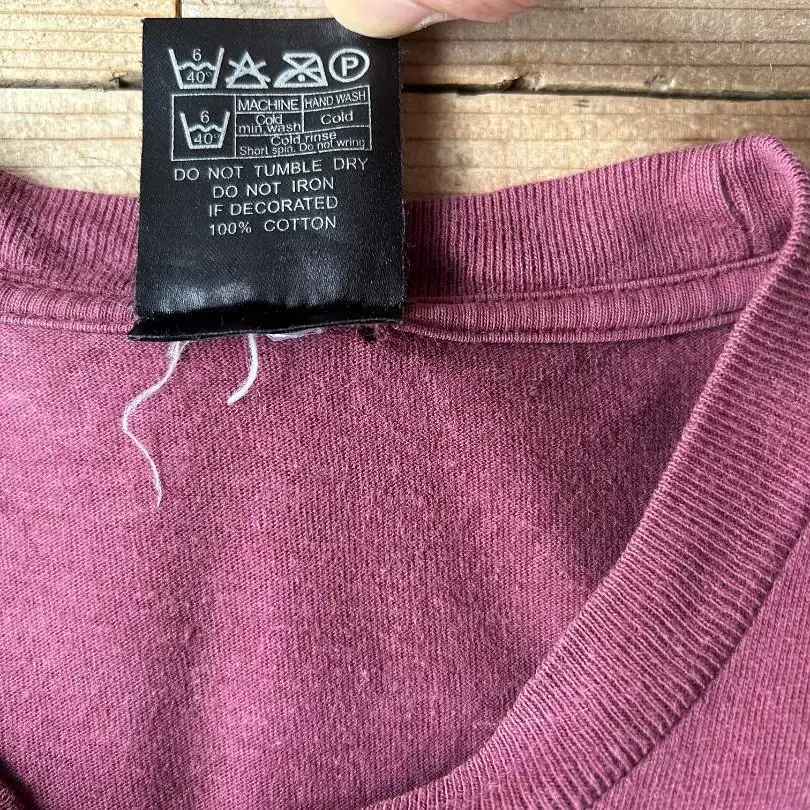 6 40° P
MACHINE HAND WASH
6 40° Cold min.wash Cold
Cold rinse
Short spin. Do not wring
DO NOT TUMBLE DRY
DO NOT IRON
IF DECORATED
100% COTTON